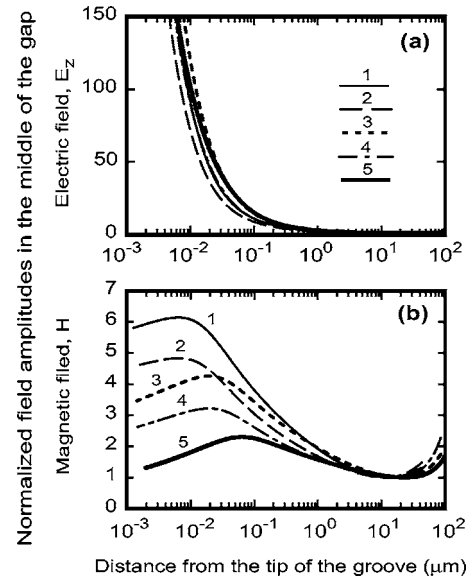 Normalized field amplitudes in the middle of the gap
Electric field, E_z
150
100
50
0
(a)
1
2
3
4
5
10^-3 10^-2 10^-1 10^0 10^1 10^2
Magnetic filed, H
7
6
5
4
3
2
1
0
(b)
1
2
3
4
5
10^-3 10^-2 10^-1 10^0 10^1 10^2
Distance from the tip of the groove (μm)